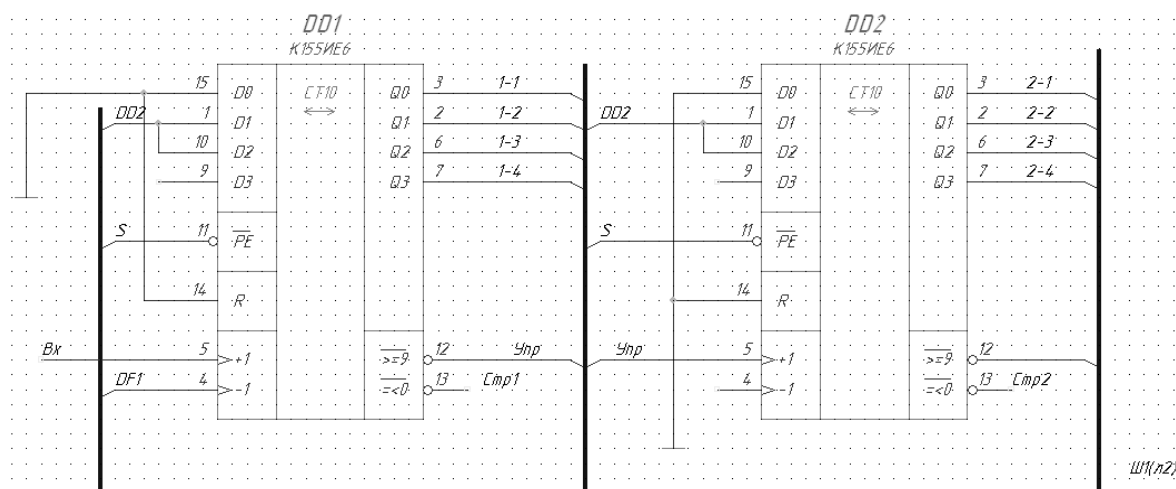 DD1
К155ИЕ6
DD2
К155ИЕ6
15 D0 СТ10 Q0 3 1-1
DD2 1 D1 Q1 2 1-2
10 D2 Q2 6 1-3
9 D3 Q3 7 1-4
S 11 PE
14 R
Вх 5 +1 >=9 12 Упр
DF1 4 -1 =<0 13 Стр1
15 D0 СТ10 Q0 3 2-1
DD2 1 D1 Q1 2 2-2
10 D2 Q2 6 2-3
9 D3 Q3 7 2-4
S 11 PE
14 R
Упр 5 +1 >=9 12
4 -1 =<0 13 Стр2
Ш1(л2)